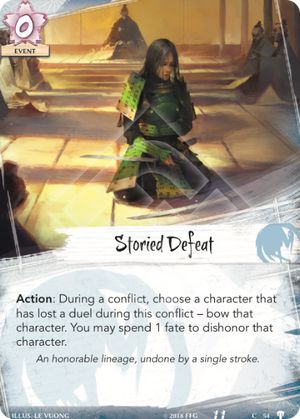 0
EVENT
Storied Defeat
Action: During a conflict, choose a character that
has lost a duel during this conflict – bow that
character. You may spend 1 fate to dishonor that
character.
An honorable lineage, undone by a single stroke.
ILLUS: LE VUONG © 2018 FFG C 54